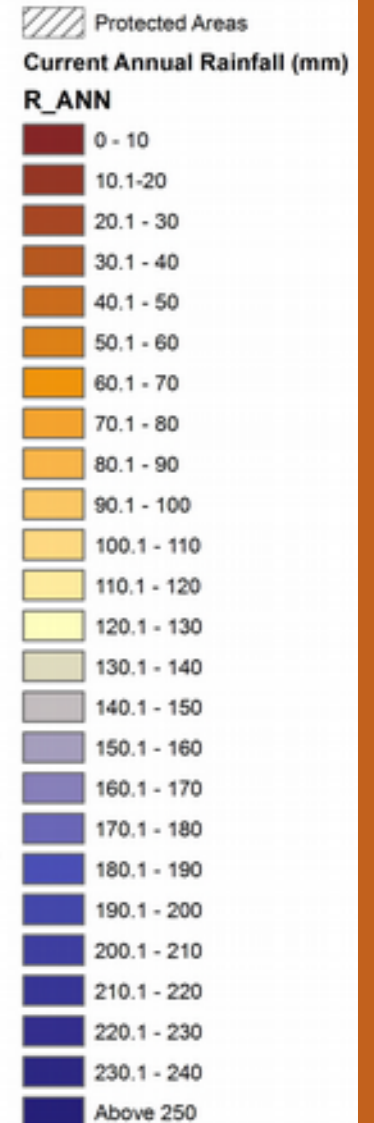 Protected Areas
Current Annual Rainfall (mm)
R_ANN
0 - 10
10.1-20
20.1 - 30
30.1 - 40
40.1 - 50
50.1 - 60
60.1 - 70
70.1 - 80
80.1 - 90
90.1 - 100
100.1 - 110
110.1 - 120
120.1 - 130
130.1 - 140
140.1 - 150
150.1 - 160
160.1 - 170
170.1 - 180
180.1 - 190
190.1 - 200
200.1 - 210
210.1 - 220
220.1 - 230
230.1 - 240
Above 250